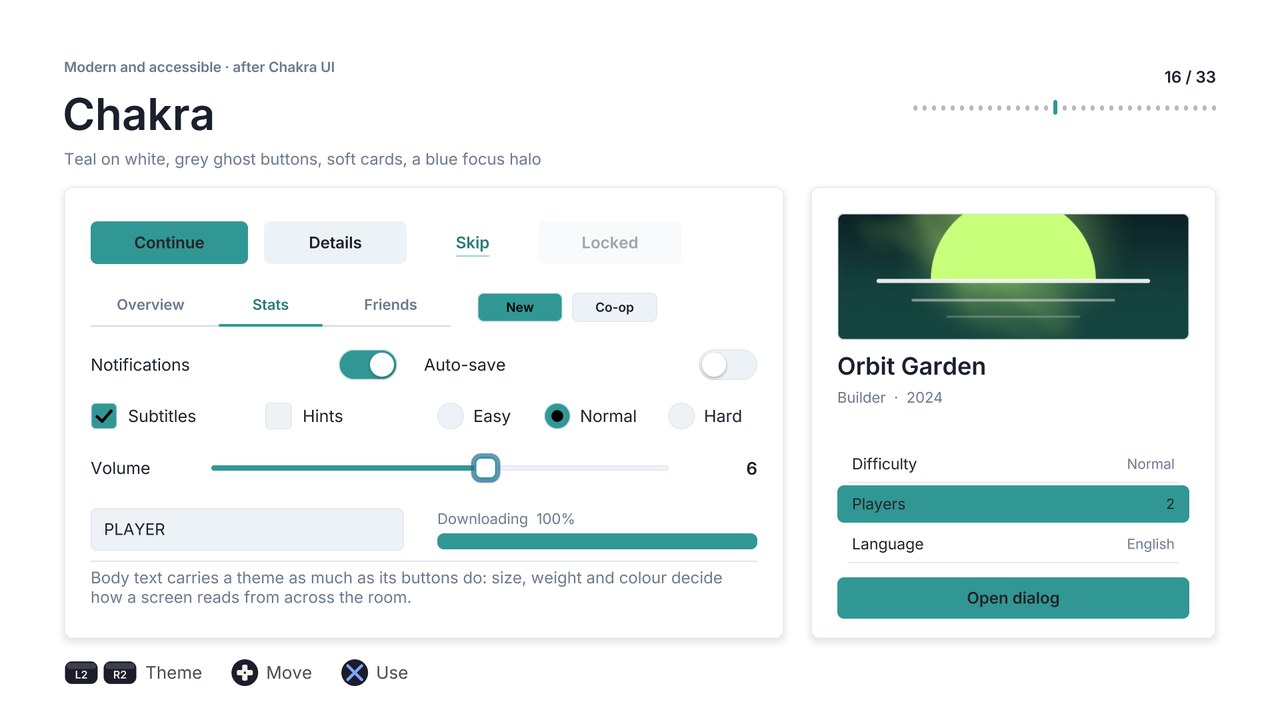 Modern and accessible · after Chakra UI
16 / 33
Chakra
Teal on white, grey ghost buttons, soft cards, a blue focus halo
Continue
Details
Skip
Locked
Overview
Stats
Friends
New
Co-op
Notifications
Auto-save
Subtitles
Hints
Easy
Normal
Hard
Volume
6
PLAYER
Downloading 100%
Body text carries a theme as much as its buttons do: size, weight and colour decide
how a screen reads from across the room.
Orbit Garden
Builder · 2024
Difficulty
Normal
Players
2
Language
English
Open dialog
L2
R2
Theme
Move
Use